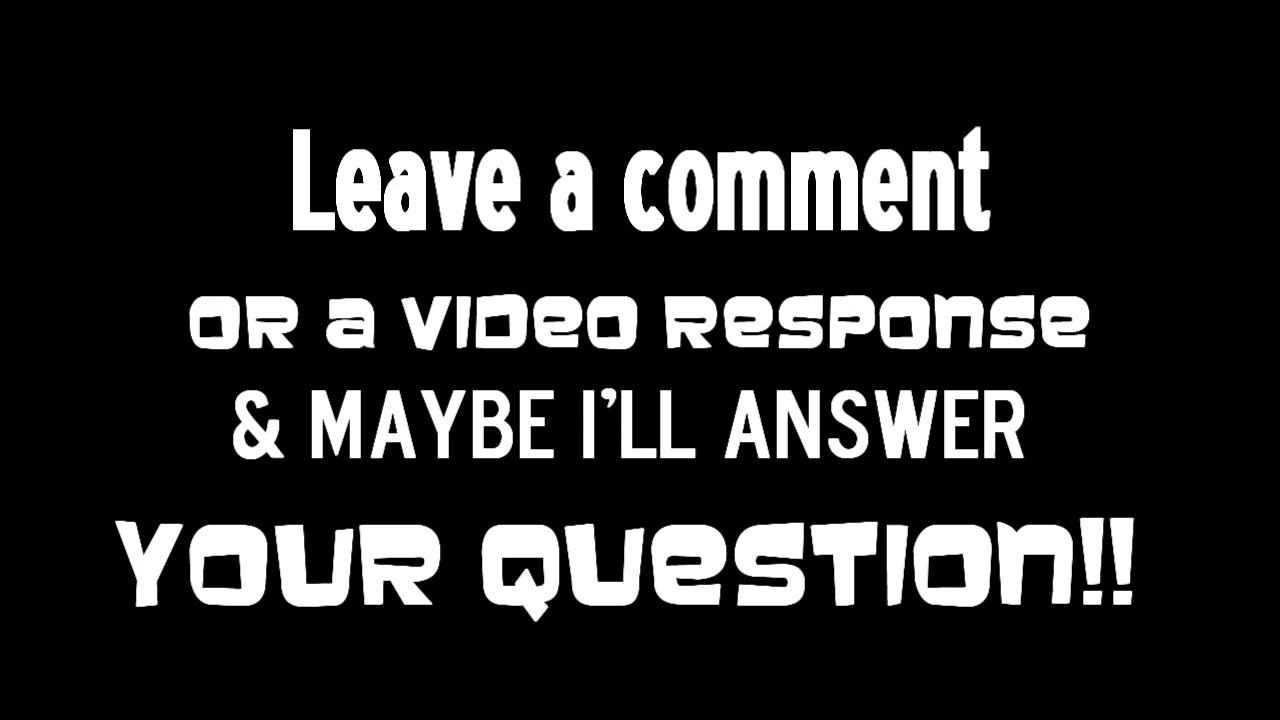 Leave a comment
OR a VIDeO ResPonse
& MAYBE I'LL ANSWER
YOUR QuesTIOn!!